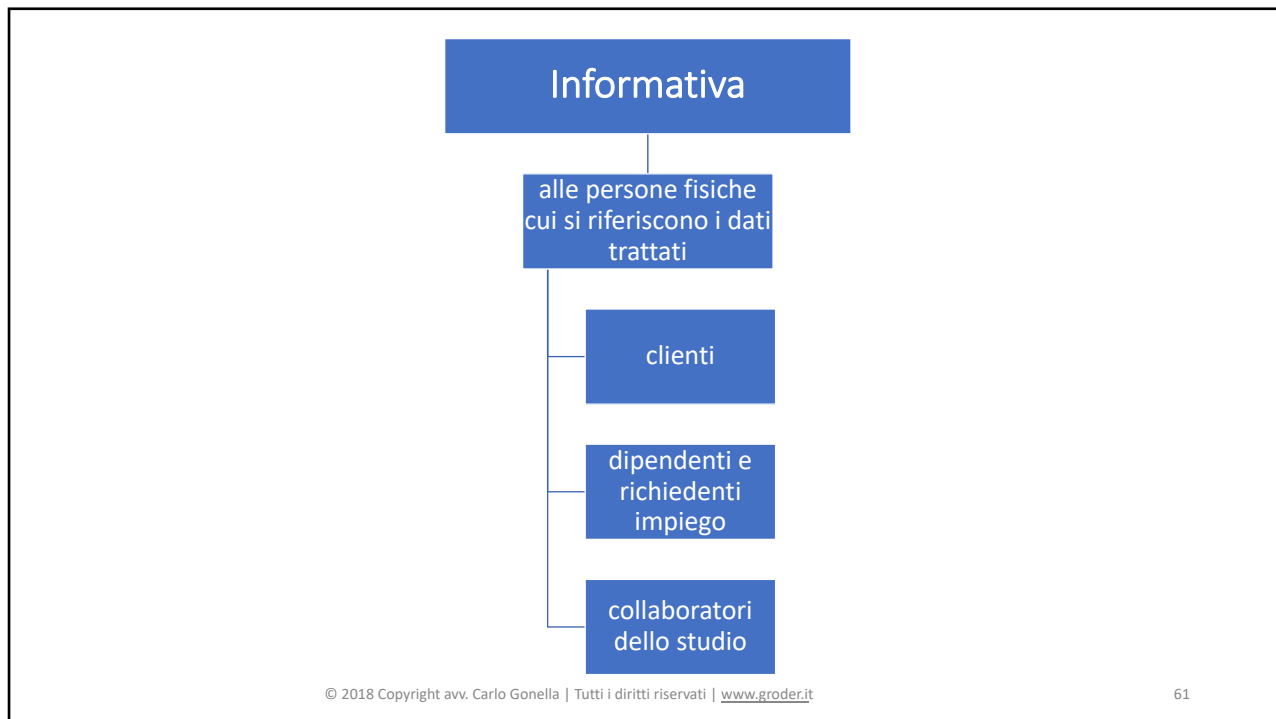 Informativa
alle persone fisiche
cui si riferiscono i dati
trattati
clienti
dipendenti e
richiedenti
impiego
collaboratori
dello studio
© 2018 Copyright avv. Carlo Gonella | Tutti i diritti riservati | www.groder.it
61